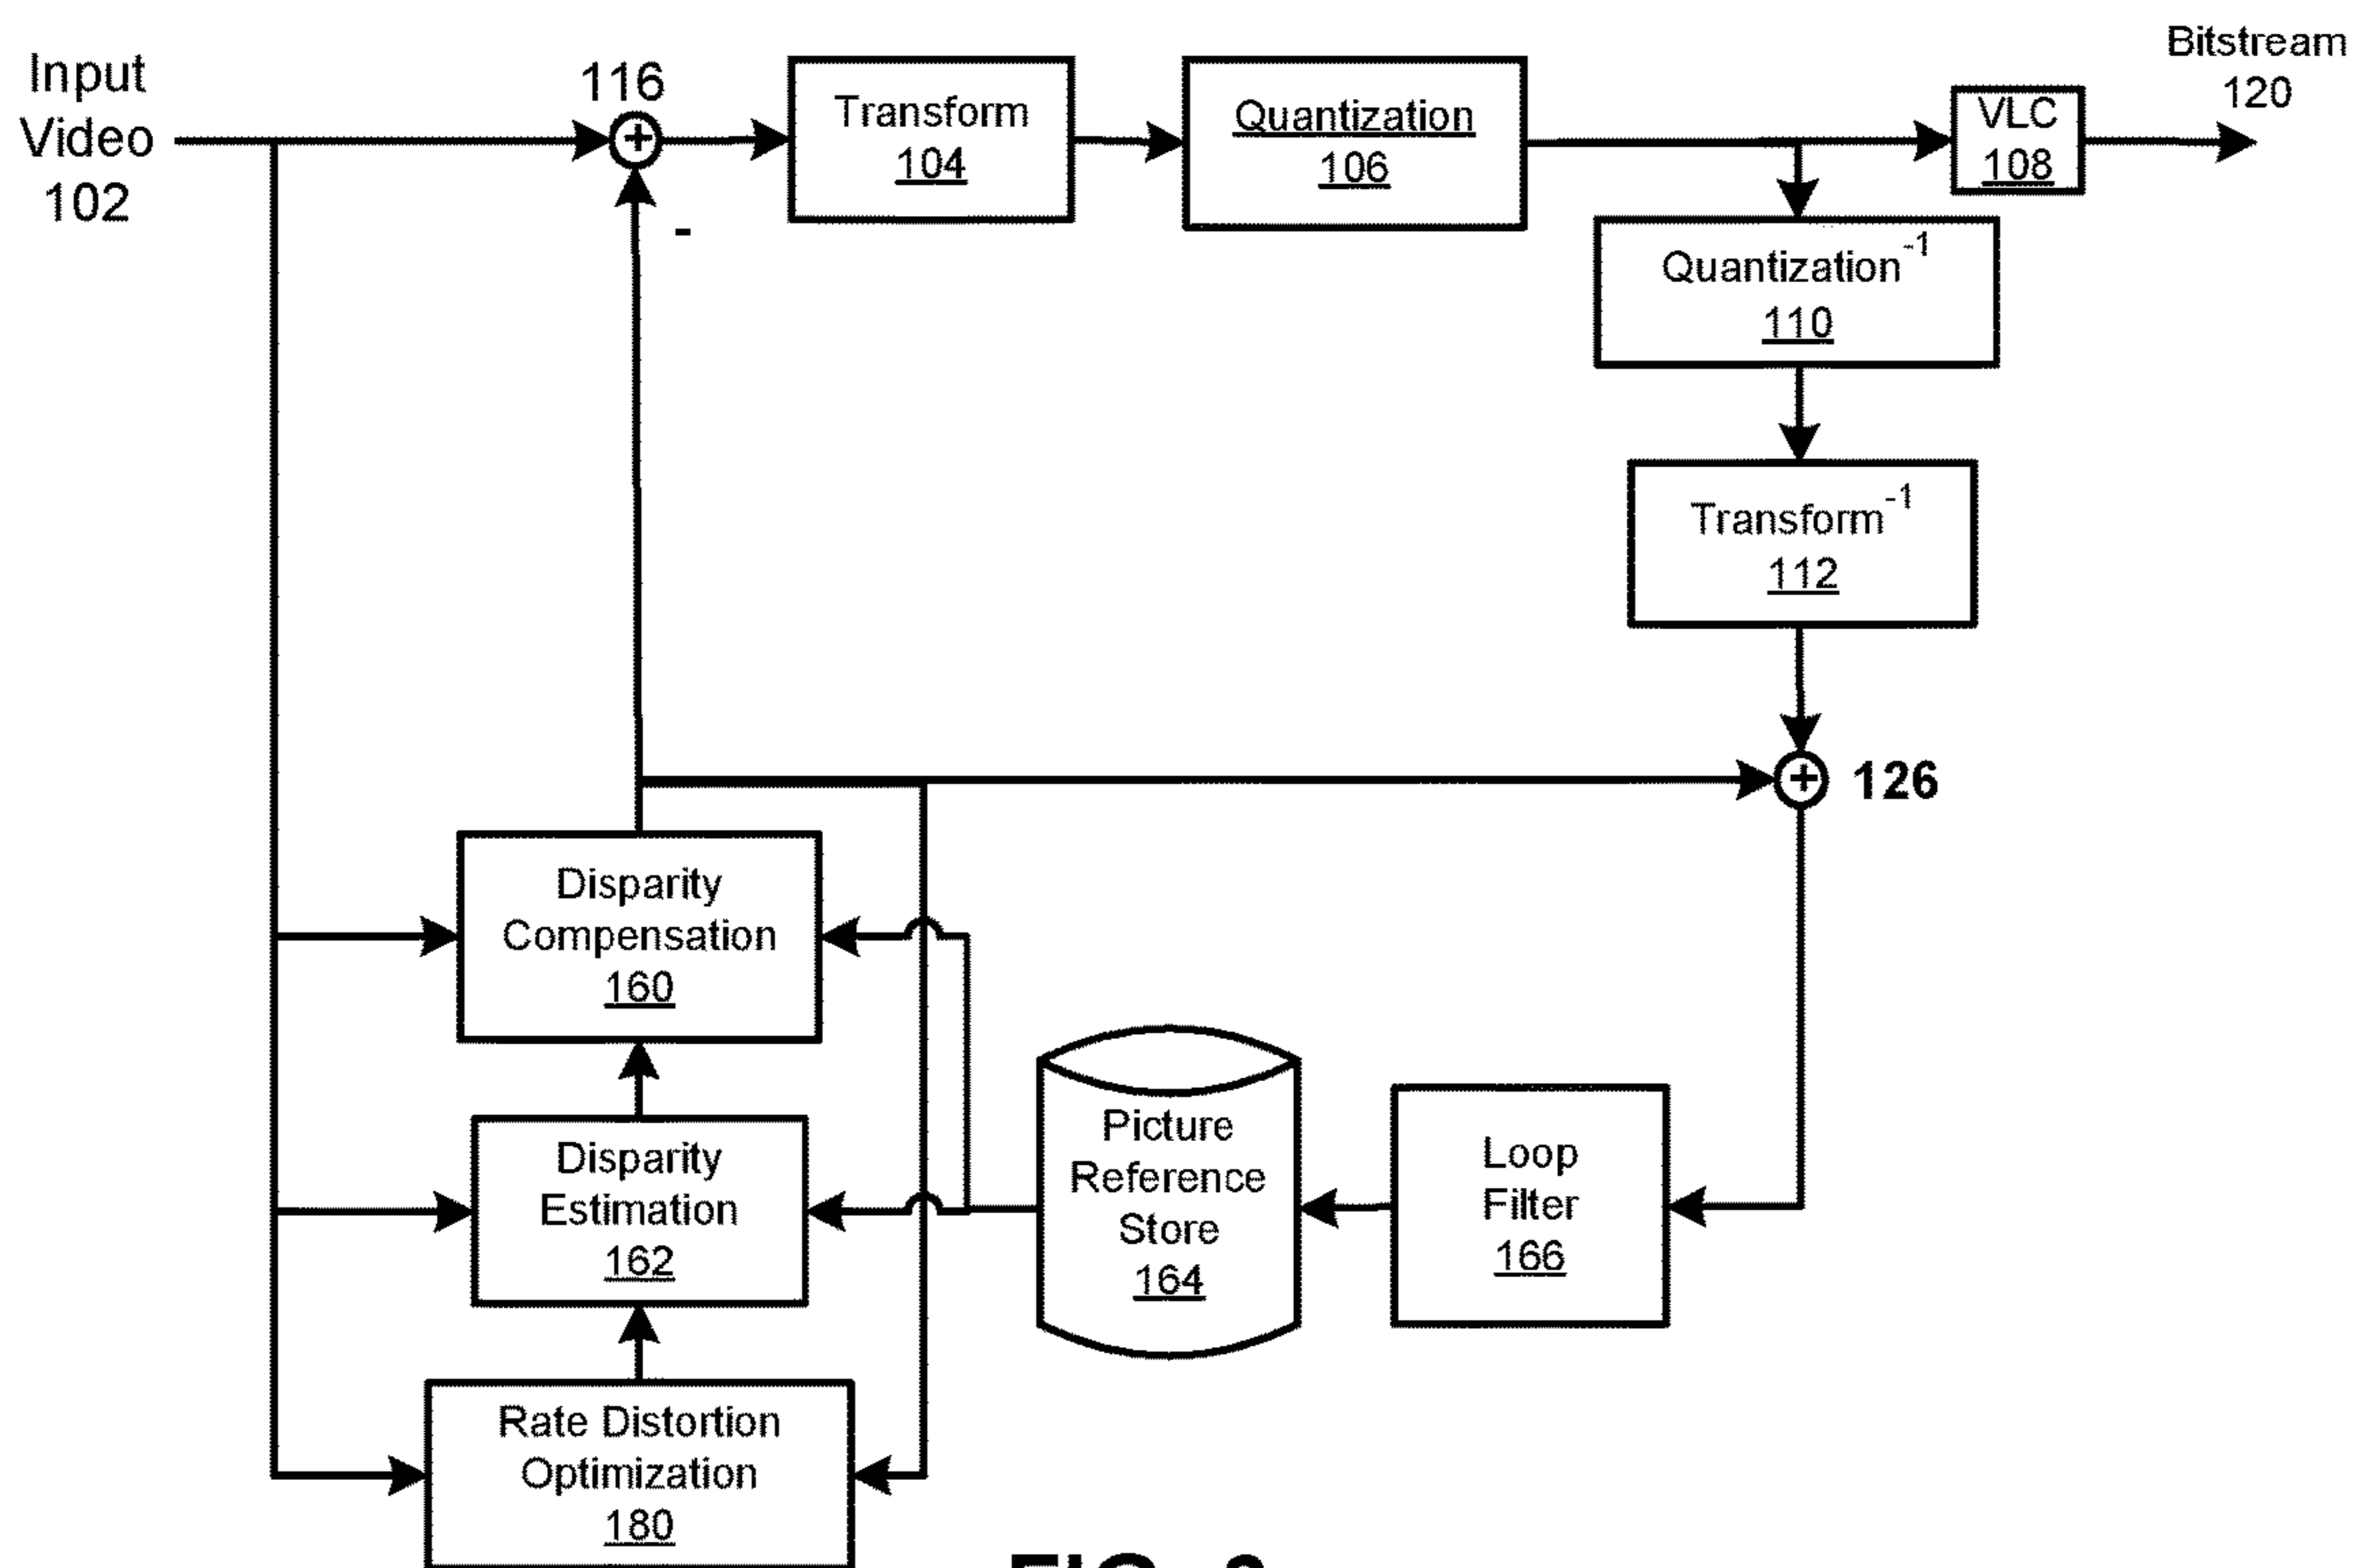 Input
Video
102
116
Transform
104
Quantization
106
VLC
108
Bitstream
120
Quantization-1
110
-
Transform-1
112
126
Disparity
Compensation
160
Disparity
Estimation
162
Picture
Reference
Store
164
Loop
Filter
166
Rate Distortion
Optimization
180